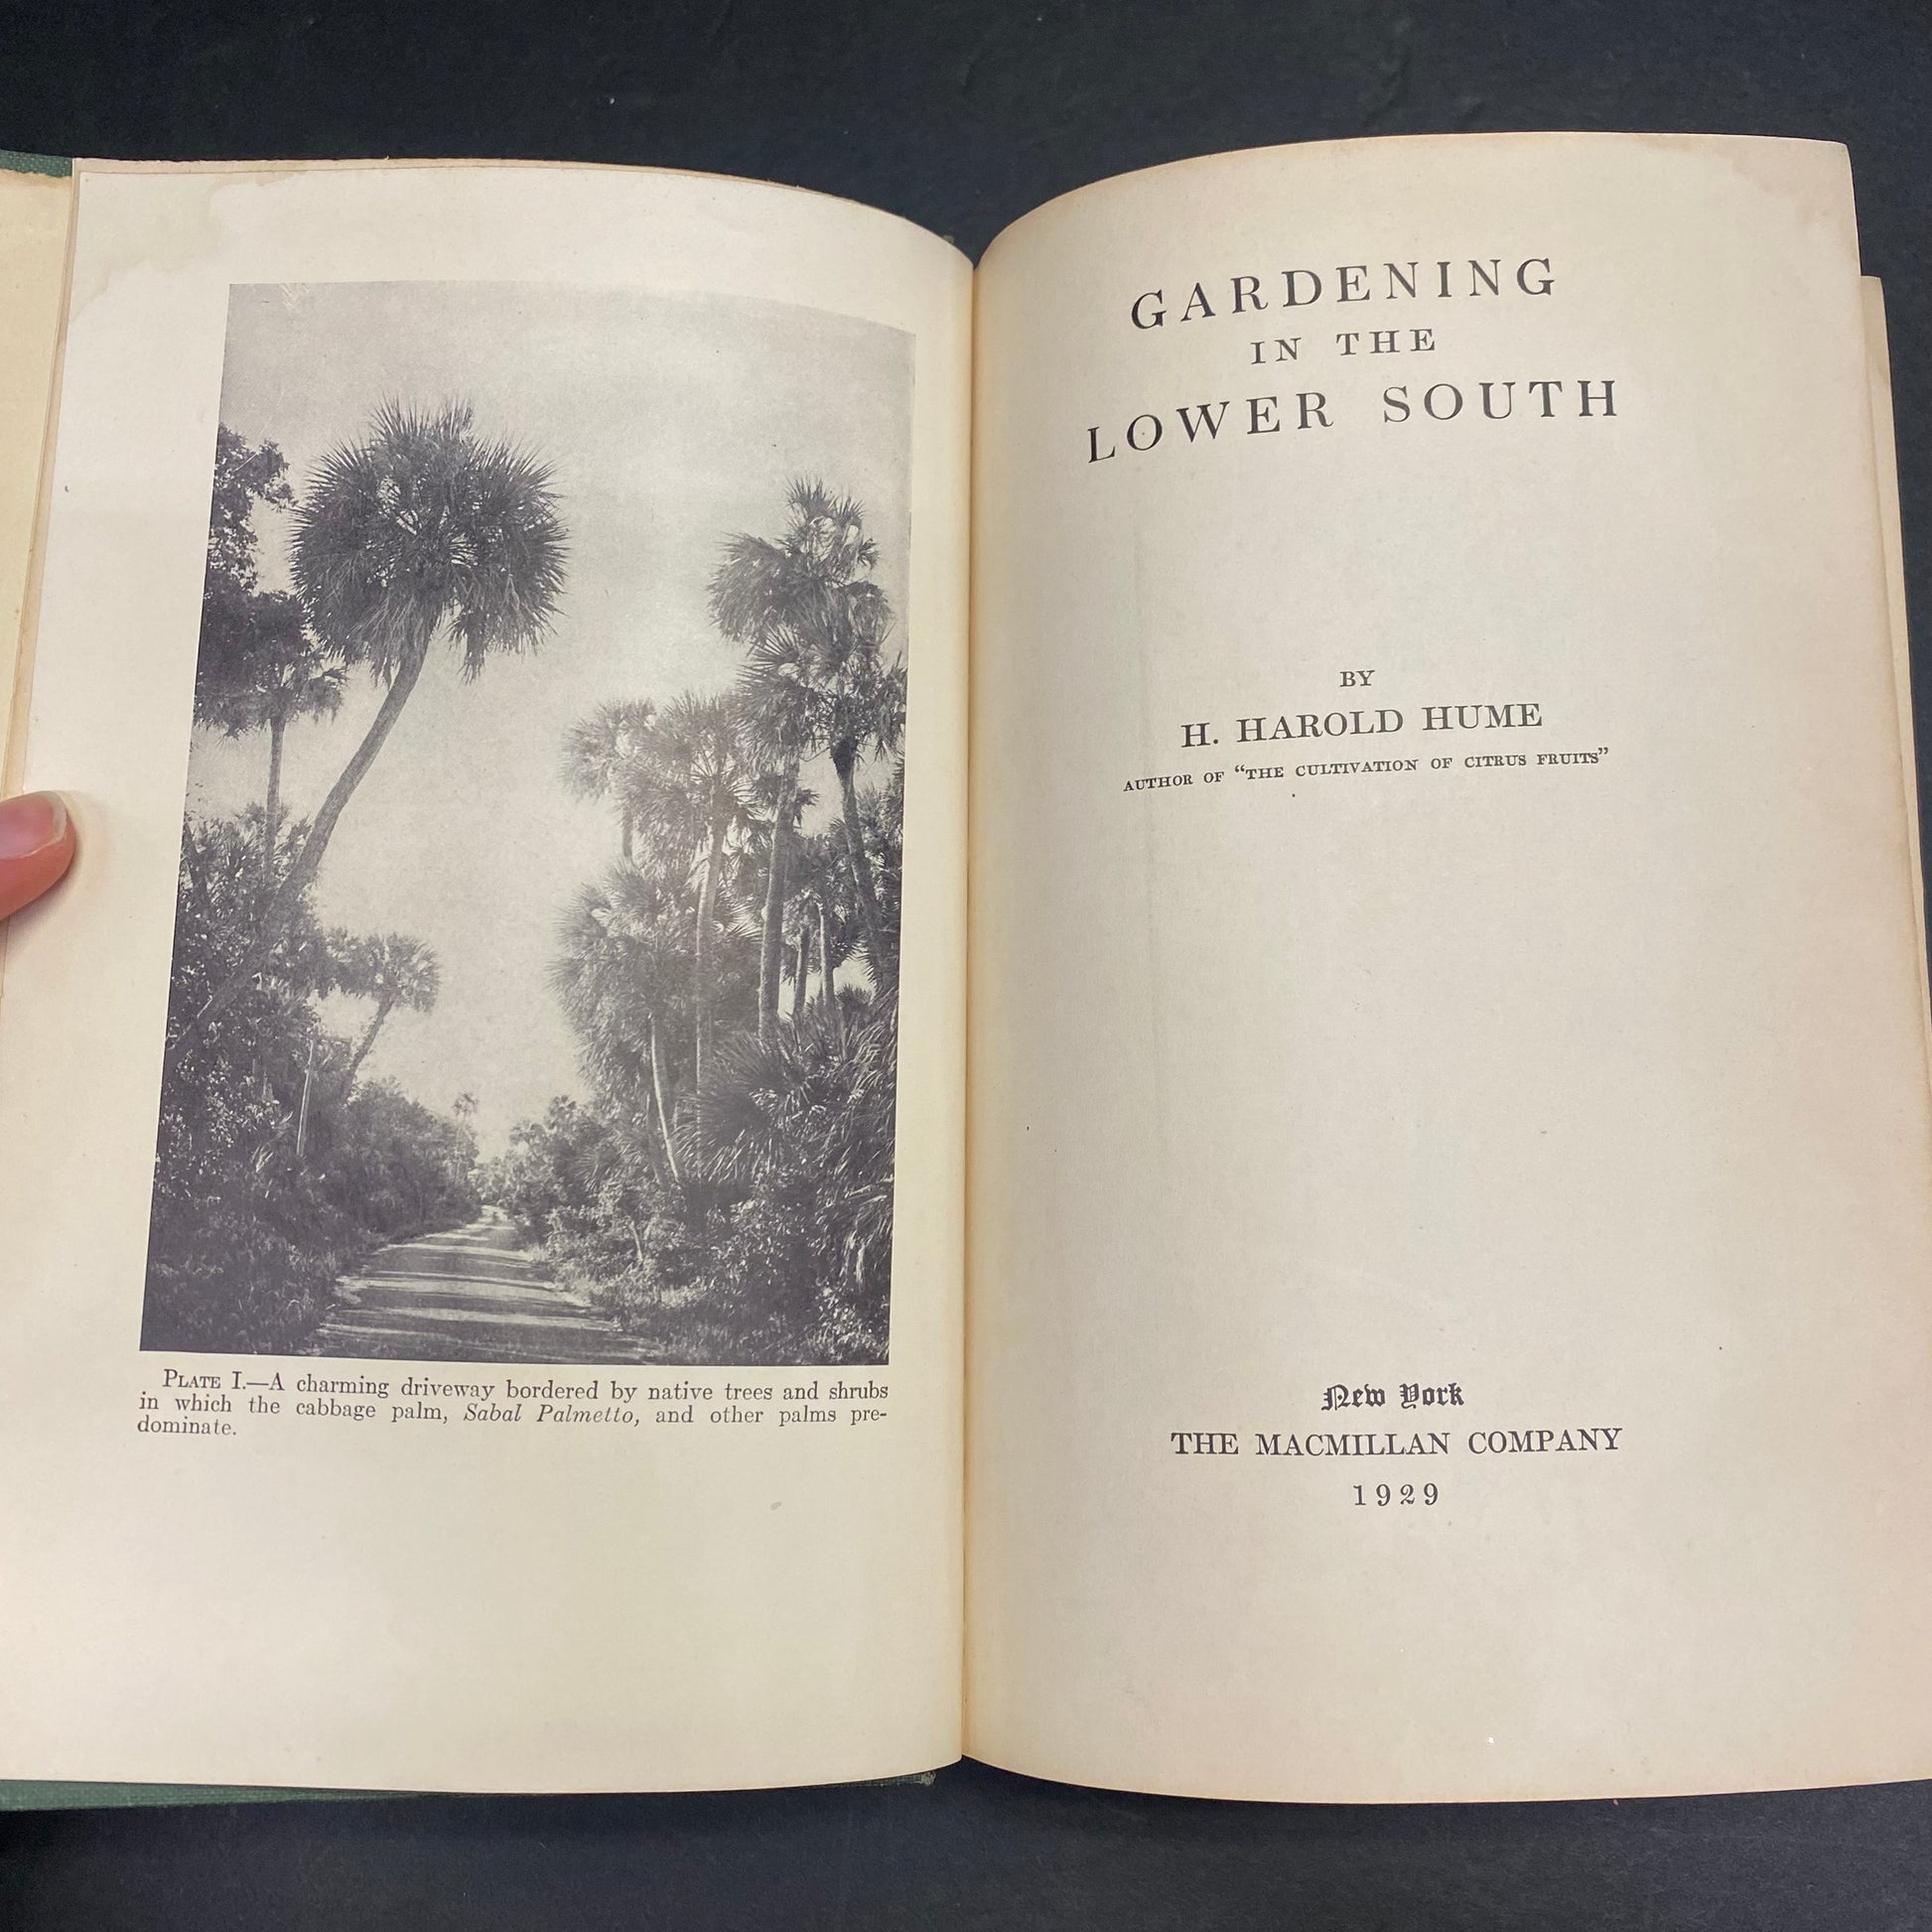 PLATE I.—A charming driveway bordered by native trees and shrubs
in which the cabbage palm, Sabal Palmetto, and other palms pre-
dominate.
GARDENING
IN THE
LOWER SOUTH
BY
H. HAROLD HUME
AUTHOR OF “THE CULTIVATION OF CITRUS FRUITS”
New York
THE MACMILLAN COMPANY
1929